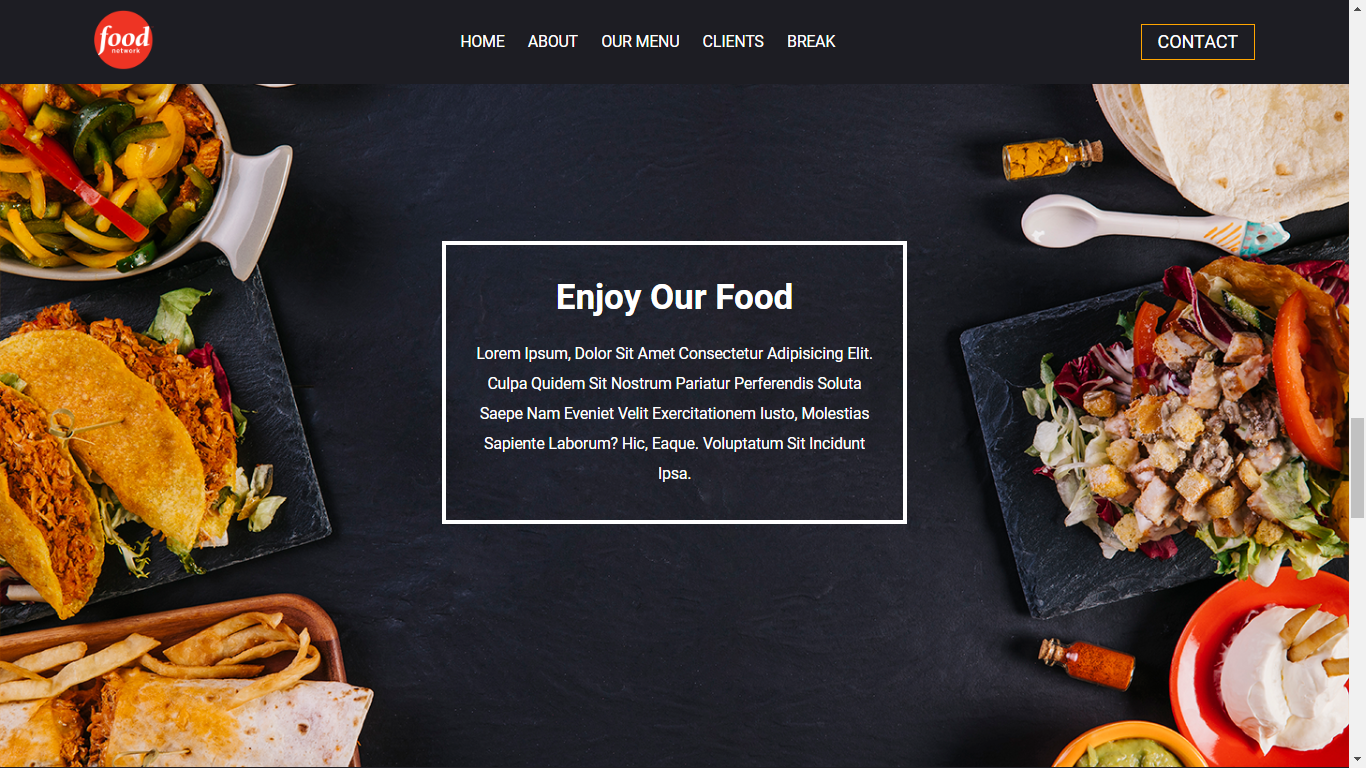 food
network
HOME ABOUT OUR MENU CLIENTS BREAK CONTACT
Enjoy Our Food
Lorem Ipsum, Dolor Sit Amet Consectetur Adipisicing Elit.
Culpa Quidem Sit Nostrum Pariatur Perferendis Soluta
Saepe Nam Eveniet Velit Exercitationem Iusto, Molestias
Sapiente Laborum? Hic, Eaque. Voluptatum Sit Incidunt
Ipsa.